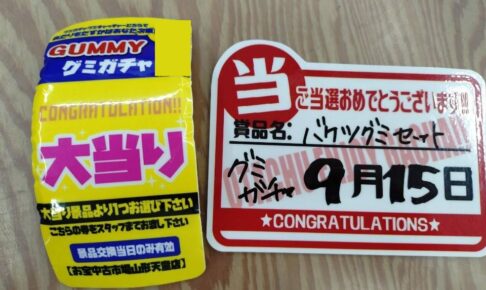 GUMMY
グミガチャ
CONGRATULATION!!
大当り
大当り景品より1つお選び下さい
こちらの券をスタッフまでお渡し下さい
景品交換当日のみ有効
【お宝中古市場山形天童店】
当
ご当選おめでとうございます!!
賞品名: バケツグミセット
グミ
ガチャ
9月15日
★CONGRATULATIONS★